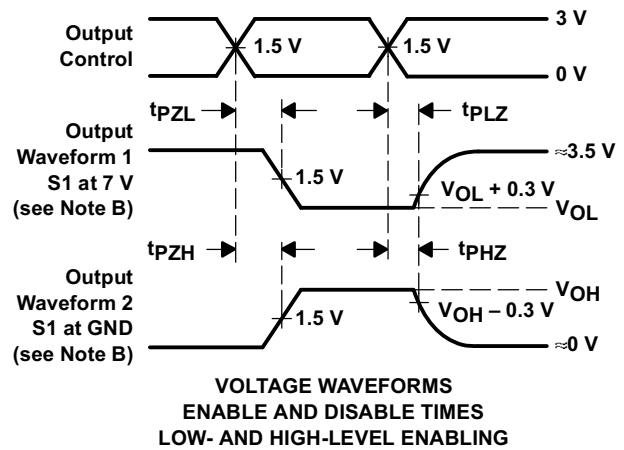 Output
Control
1.5 V
1.5 V
3 V
0 V
tPZL
tPLZ
Output
Waveform 1
S1 at 7 V
(see Note B)
1.5 V
≈3.5 V
VOL + 0.3 V
VOL
tPZH
tPHZ
Output
Waveform 2
S1 at GND
(see Note B)
1.5 V
VOH
VOH – 0.3 V
≈0 V
VOLTAGE WAVEFORMS
ENABLE AND DISABLE TIMES
LOW- AND HIGH-LEVEL ENABLING